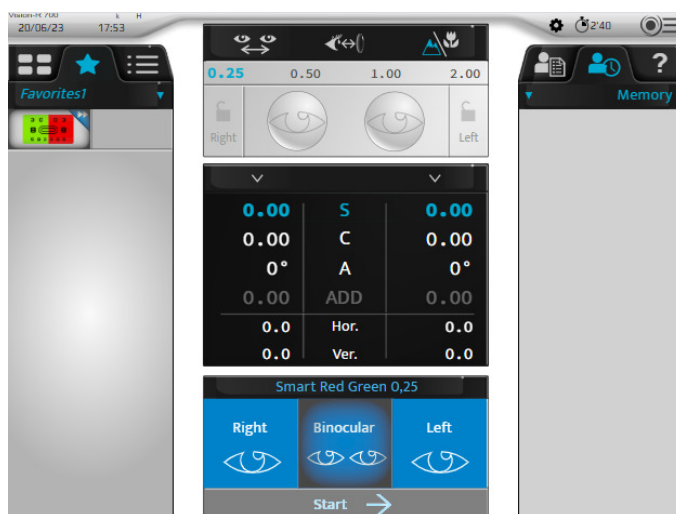 Vision-R 700
k H
20/06/23 17:53
2'40
Favorites1
Memory
?
0.25 0.50 1.00 2.00
Right Left
0.00 S 0.00
0.00 C 0.00
0° A 0°
0.00 ADD 0.00
0.0 Hor. 0.0
0.0 Ver. 0.0
Smart Red Green 0,25
Right Binocular Left
Start